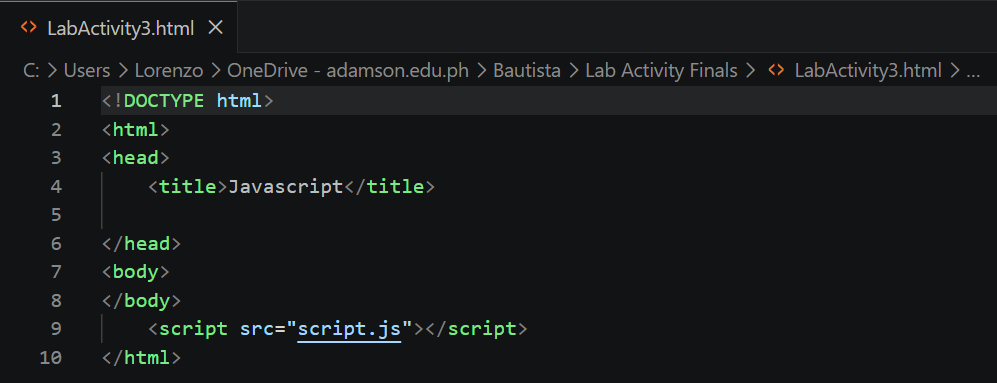 <> LabActivity3.html ×
C: > Users > Lorenzo > OneDrive - adamson.edu.ph > Bautista > Lab Activity Finals > <> LabActivity3.html > ...
1 <!DOCTYPE html>
2 <html>
3 <head>
4     <title>Javascript</title>
5
6 </head>
7 <body>
8 </body>
9     <script src="script.js"></script>
10 </html>